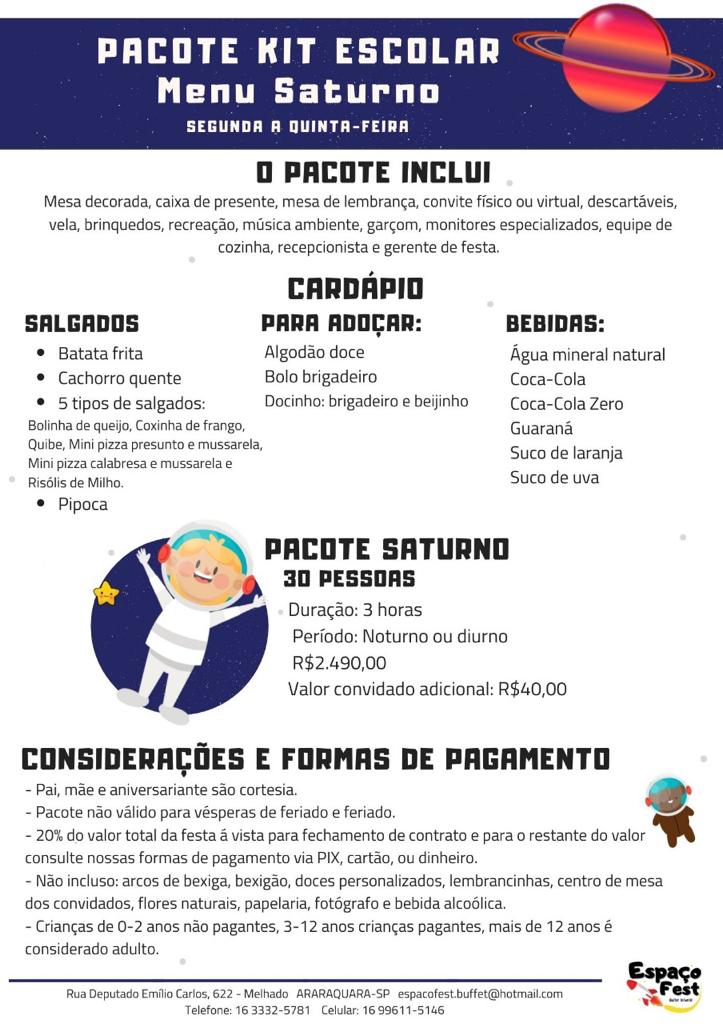 PACOTE KIT ESCOLAR
Menu Saturno
SEGUNDA A QUINTA-FEIRA
O PACOTE INCLUI
Mesa decorada, caixa de presente, mesa de lembrança, convite físico ou virtual, descartáveis,
vela, brinquedos, recreação, música ambiente, garçom, monitores especializados, equipe de
cozinha, recepcionista e gerente de festa.
CARDÁPIO
SALGADOS
• Batata frita
• Cachorro quente
• 5 tipos de salgados:
Bolinha de queijo, Coxinha de frango,
Quibe, Mini pizza presunto e mussarela,
Mini pizza calabresa e mussarela e
Risólis de Milho.
• Pipoca
PARA ADOÇAR:
Algodão doce
Bolo brigadeiro
Docinho: brigadeiro e beijinho
BEBIDAS:
Água mineral natural
Coca-Cola
Coca-Cola Zero
Guaraná
Suco de laranja
Suco de uva
PACOTE SATURNO
30 PESSOAS
Duração: 3 horas
Período: Noturno ou diurno
R$2.490,00
Valor convidado adicional: R$40,00
CONSIDERAÇÕES E FORMAS DE PAGAMENTO
- Pai, mãe e aniversariante são cortesia.
- Pacote não válido para vésperas de feriado e feriado.
- 20% do valor total da festa á vista para fechamento de contrato e para o restante do valor
consulte nossas formas de pagamento via PIX, cartão, ou dinheiro.
- Não incluso: arcos de bexiga, bexigão, doces personalizados, lembrancinhas, centro de mesa
dos convidados, flores naturais, papelaria, fotógrafo e bebida alcoólica.
- Crianças de 0-2 anos não pagantes, 3-12 anos crianças pagantes, mais de 12 anos é
considerado adulto.
Rua Deputado Emílio Carlos, 622 - Melhado ARARAQUARA-SP espacofest.buffet@hotmail.com
Telefone: 16 3332-5781 Celular: 16 99611-5146
Espaço
Fest
Buffet Infantil